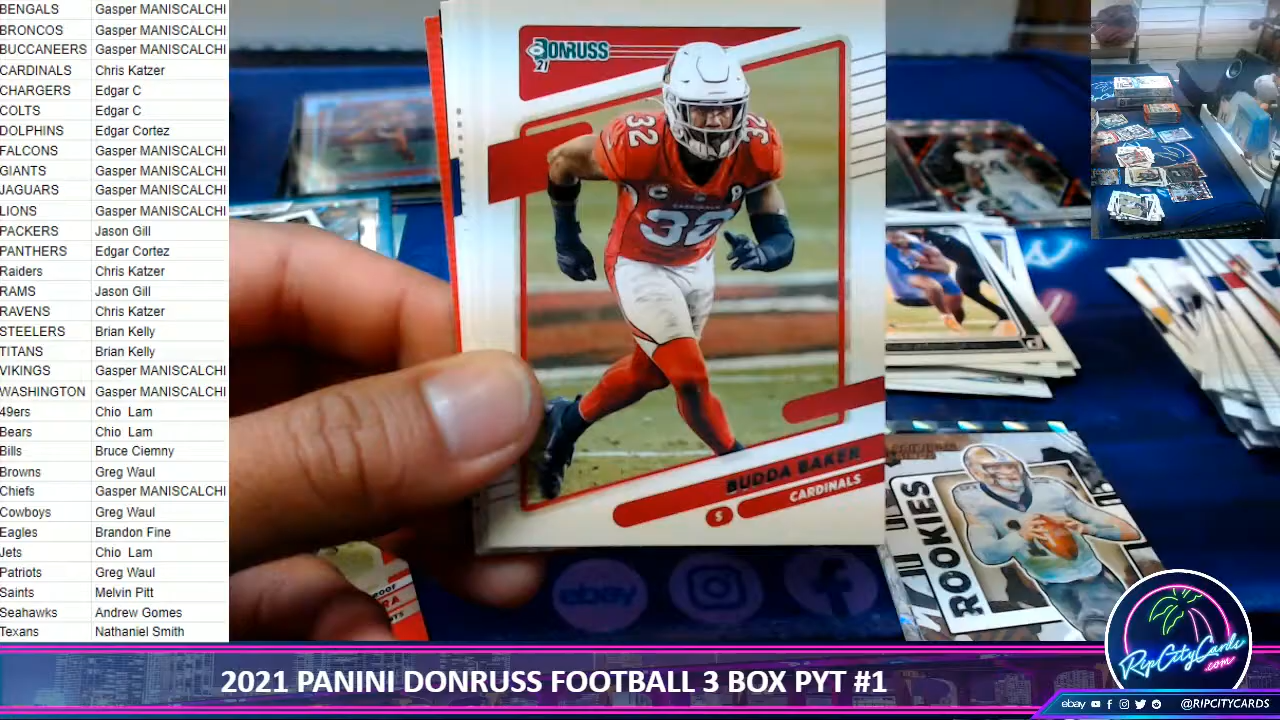 BENGALS Gasper MANISCALCHI
BRONCOS Gasper MANISCALCHI
BUCCANEERS Gasper MANISCALCHI
CARDINALS Chris Katzer
CHARGERS Edgar C
COLTS Edgar C
DOLPHINS Edgar Cortez
FALCONS Gasper MANISCALCHI
GIANTS Gasper MANISCALCHI
JAGUARS Gasper MANISCALCHI
LIONS Gasper MANISCALCHI
PACKERS Jason Gill
PANTHERS Edgar Cortez
Raiders Chris Katzer
RAMS Jason Gill
RAVENS Chris Katzer
STEELERS Brian Kelly
TITANS Brian Kelly
VIKINGS Gasper MANISCALCHI
WASHINGTON Gasper MANISCALCHI
49ers Chio Lam
Bears Chio Lam
Bills Bruce Ciemny
Browns Greg Waul
Chiefs Gasper MANISCALCHI
Cowboys Greg Waul
Eagles Brandon Fine
Jets Chio Lam
Patriots Greg Waul
Saints Melvin Pitt
Seahawks Andrew Gomes
Texans Nathaniel Smith
DONRUSS
21
32
32
C
CARDINALS
32
BUDDA BAKER
S CARDINALS
ROOKIES
ebay
RipCityCards
.com
2021 PANINI DONRUSS FOOTBALL 3 BOX PYT #1
ebay @RIPCITYCARDS